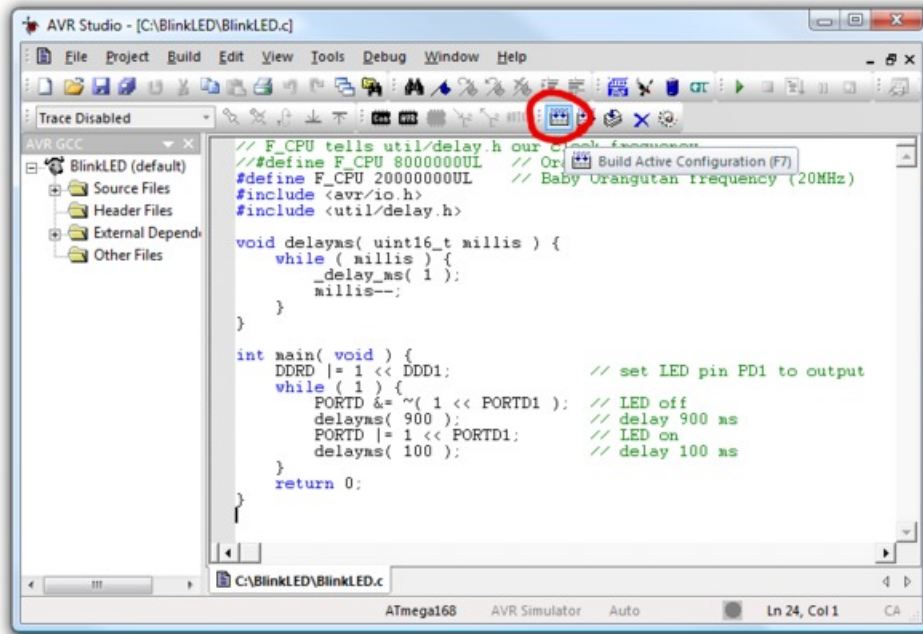 AVR Studio - [C:\BlinkLED\BlinkLED.c]
File Project Build Edit View Tools Debug Window Help
Trace Disabled
AVR GCC
BlinkLED (default)
Source Files
Header Files
External Depend
Other Files
// F_CPU tells util/delay.h our clock frequency
//#define F_CPU 8000000UL // Or
Build Active Configuration (F7)
#define F_CPU 20000000UL // Baby Orangutan frequency (20MHz)
#include <avr/io.h>
#include <util/delay.h>
void delayms( uint16_t millis ) {
while ( millis ) {
_delay_ms( 1 );
millis--;
}
}
int main( void ) {
DDRD |= 1 << DDD1; // set LED pin PD1 to output
while ( 1 ) {
PORTD &= ~( 1 << PORTD1 ); // LED off
delayms( 900 ); // delay 900 ms
PORTD |= 1 << PORTD1; // LED on
delayms( 100 ); // delay 100 ms
}
return 0;
}
C:\BlinkLED\BlinkLED.c
ATmega168 AVR Simulator Auto Ln 24, Col 1 CA